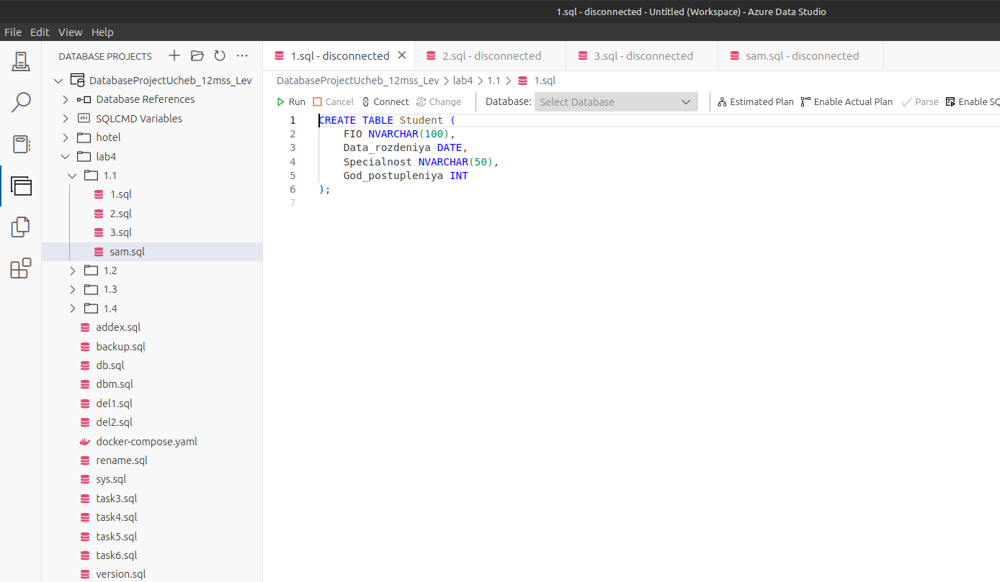 1.sql - disconnected - Untitled (Workspace) - Azure Data Studio
File Edit View Help
DATABASE PROJECTS
DatabaseProjectUcheb_12mss_Lev
Database References
SQLCMD Variables
hotel
lab4
1.1
1.sql
2.sql
3.sql
sam.sql
1.2
1.3
1.4
addex.sql
backup.sql
db.sql
dbm.sql
del1.sql
del2.sql
docker-compose.yaml
rename.sql
sys.sql
task3.sql
task4.sql
task5.sql
task6.sql
version.sql
1.sql - disconnected 2.sql - disconnected 3.sql - disconnected sam.sql - disconnected
DatabaseProjectUcheb_12mss_Lev > lab4 > 1.1 > 1.sql
Run Cancel Connect Change Database: Select Database Estimated Plan Enable Actual Plan Parse Enable SQ
1 CREATE TABLE Student (
2 FIO NVARCHAR(100),
3 Data_rozdeniya DATE,
4 Specialnost NVARCHAR(50),
5 God_postupleniya INT
6 );
7